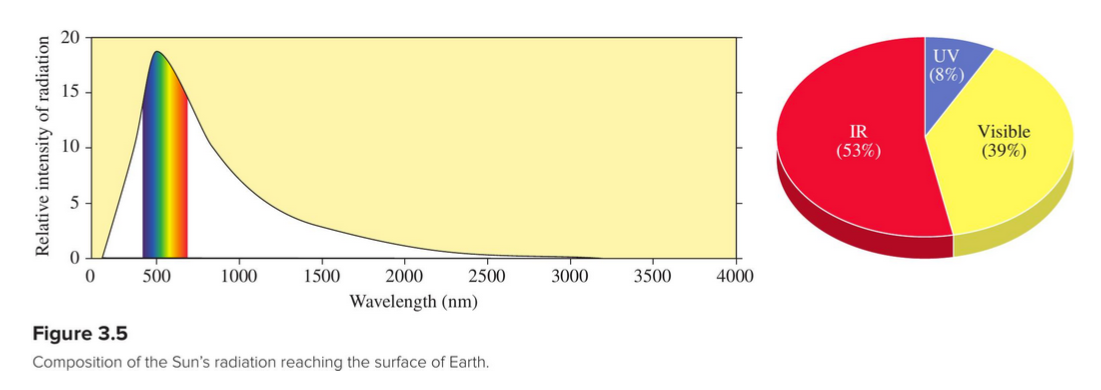 Relative intensity of radiation
20
15
10
5
0
0 500 1000 1500 2000 2500 3000 3500 4000
Wavelength (nm)
UV
(8%)
IR
(53%)
Visible
(39%)
Figure 3.5
Composition of the Sun's radiation reaching the surface of Earth.